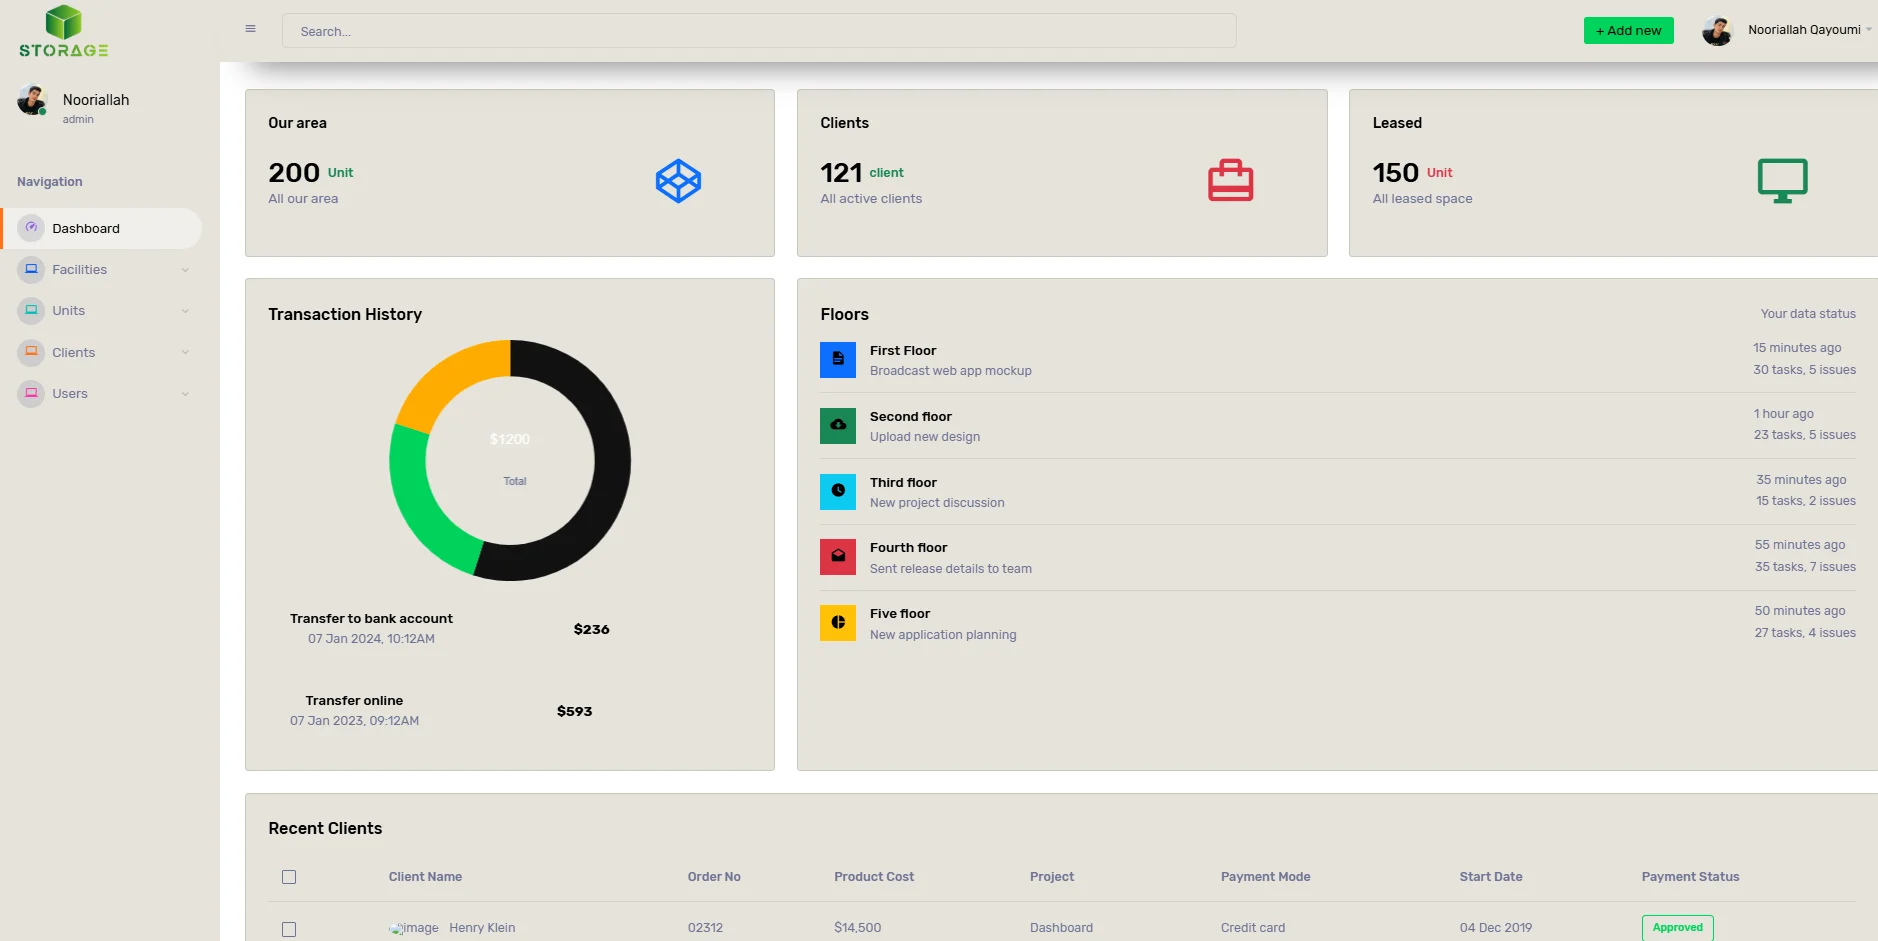 STORAGE
Search...
+ Add new
Nooriallah Qayoumi
Nooriallah
admin
Navigation
Dashboard
Facilities
Units
Clients
Users
Our area
200 Unit
All our area
Clients
121 client
All active clients
Leased
150 Unit
All leased space
Transaction History
$1200
Total
Transfer to bank account
07 Jan 2024, 10:12AM
$236
Transfer online
07 Jan 2023, 09:12AM
$593
Floors
Your data status
First Floor
Broadcast web app mockup
15 minutes ago
30 tasks, 5 issues
Second floor
Upload new design
1 hour ago
23 tasks, 5 issues
Third floor
New project discussion
35 minutes ago
15 tasks, 2 issues
Fourth floor
Sent release details to team
55 minutes ago
35 tasks, 7 issues
Five floor
New application planning
50 minutes ago
27 tasks, 4 issues
Recent Clients
Client Name Order No Product Cost Project Payment Mode Start Date Payment Status
image Henry Klein 02312 $14,500 Dashboard Credit card 04 Dec 2019 Approved